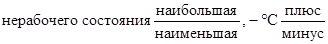 нерабочего состояния наибольшая/наименьшая, – °С плюс/минус